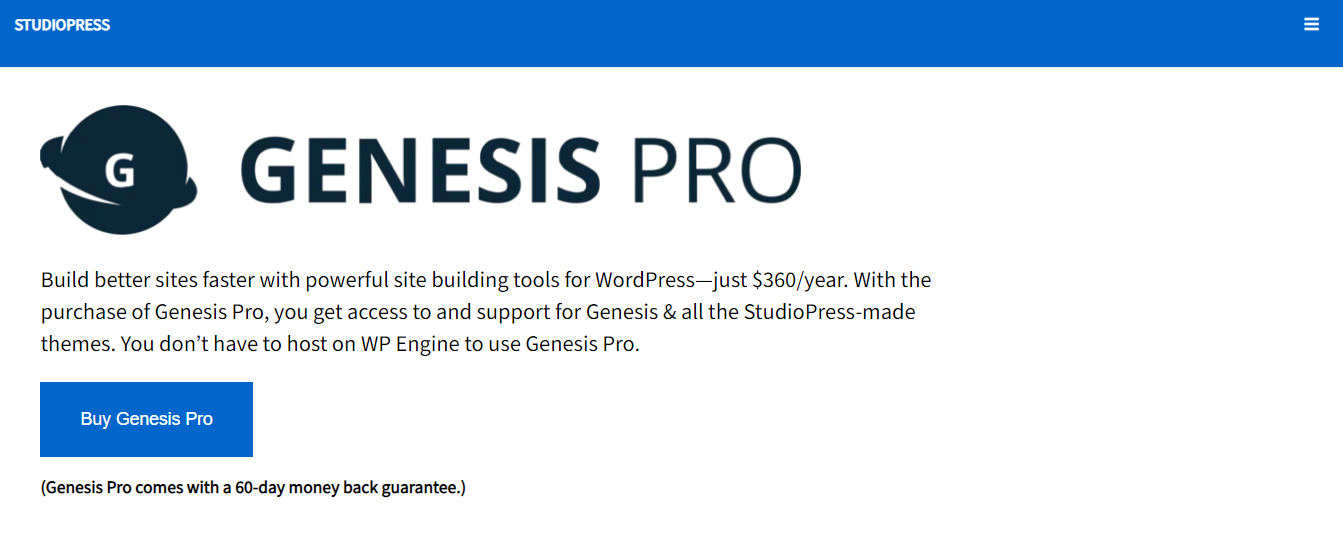 STUDIOPRESS
G
GENESIS PRO
Build better sites faster with powerful site building tools for WordPress—just $360/year. With the
purchase of Genesis Pro, you get access to and support for Genesis & all the StudioPress-made
themes. You don’t have to host on WP Engine to use Genesis Pro.
Buy Genesis Pro
(Genesis Pro comes with a 60-day money back guarantee.)